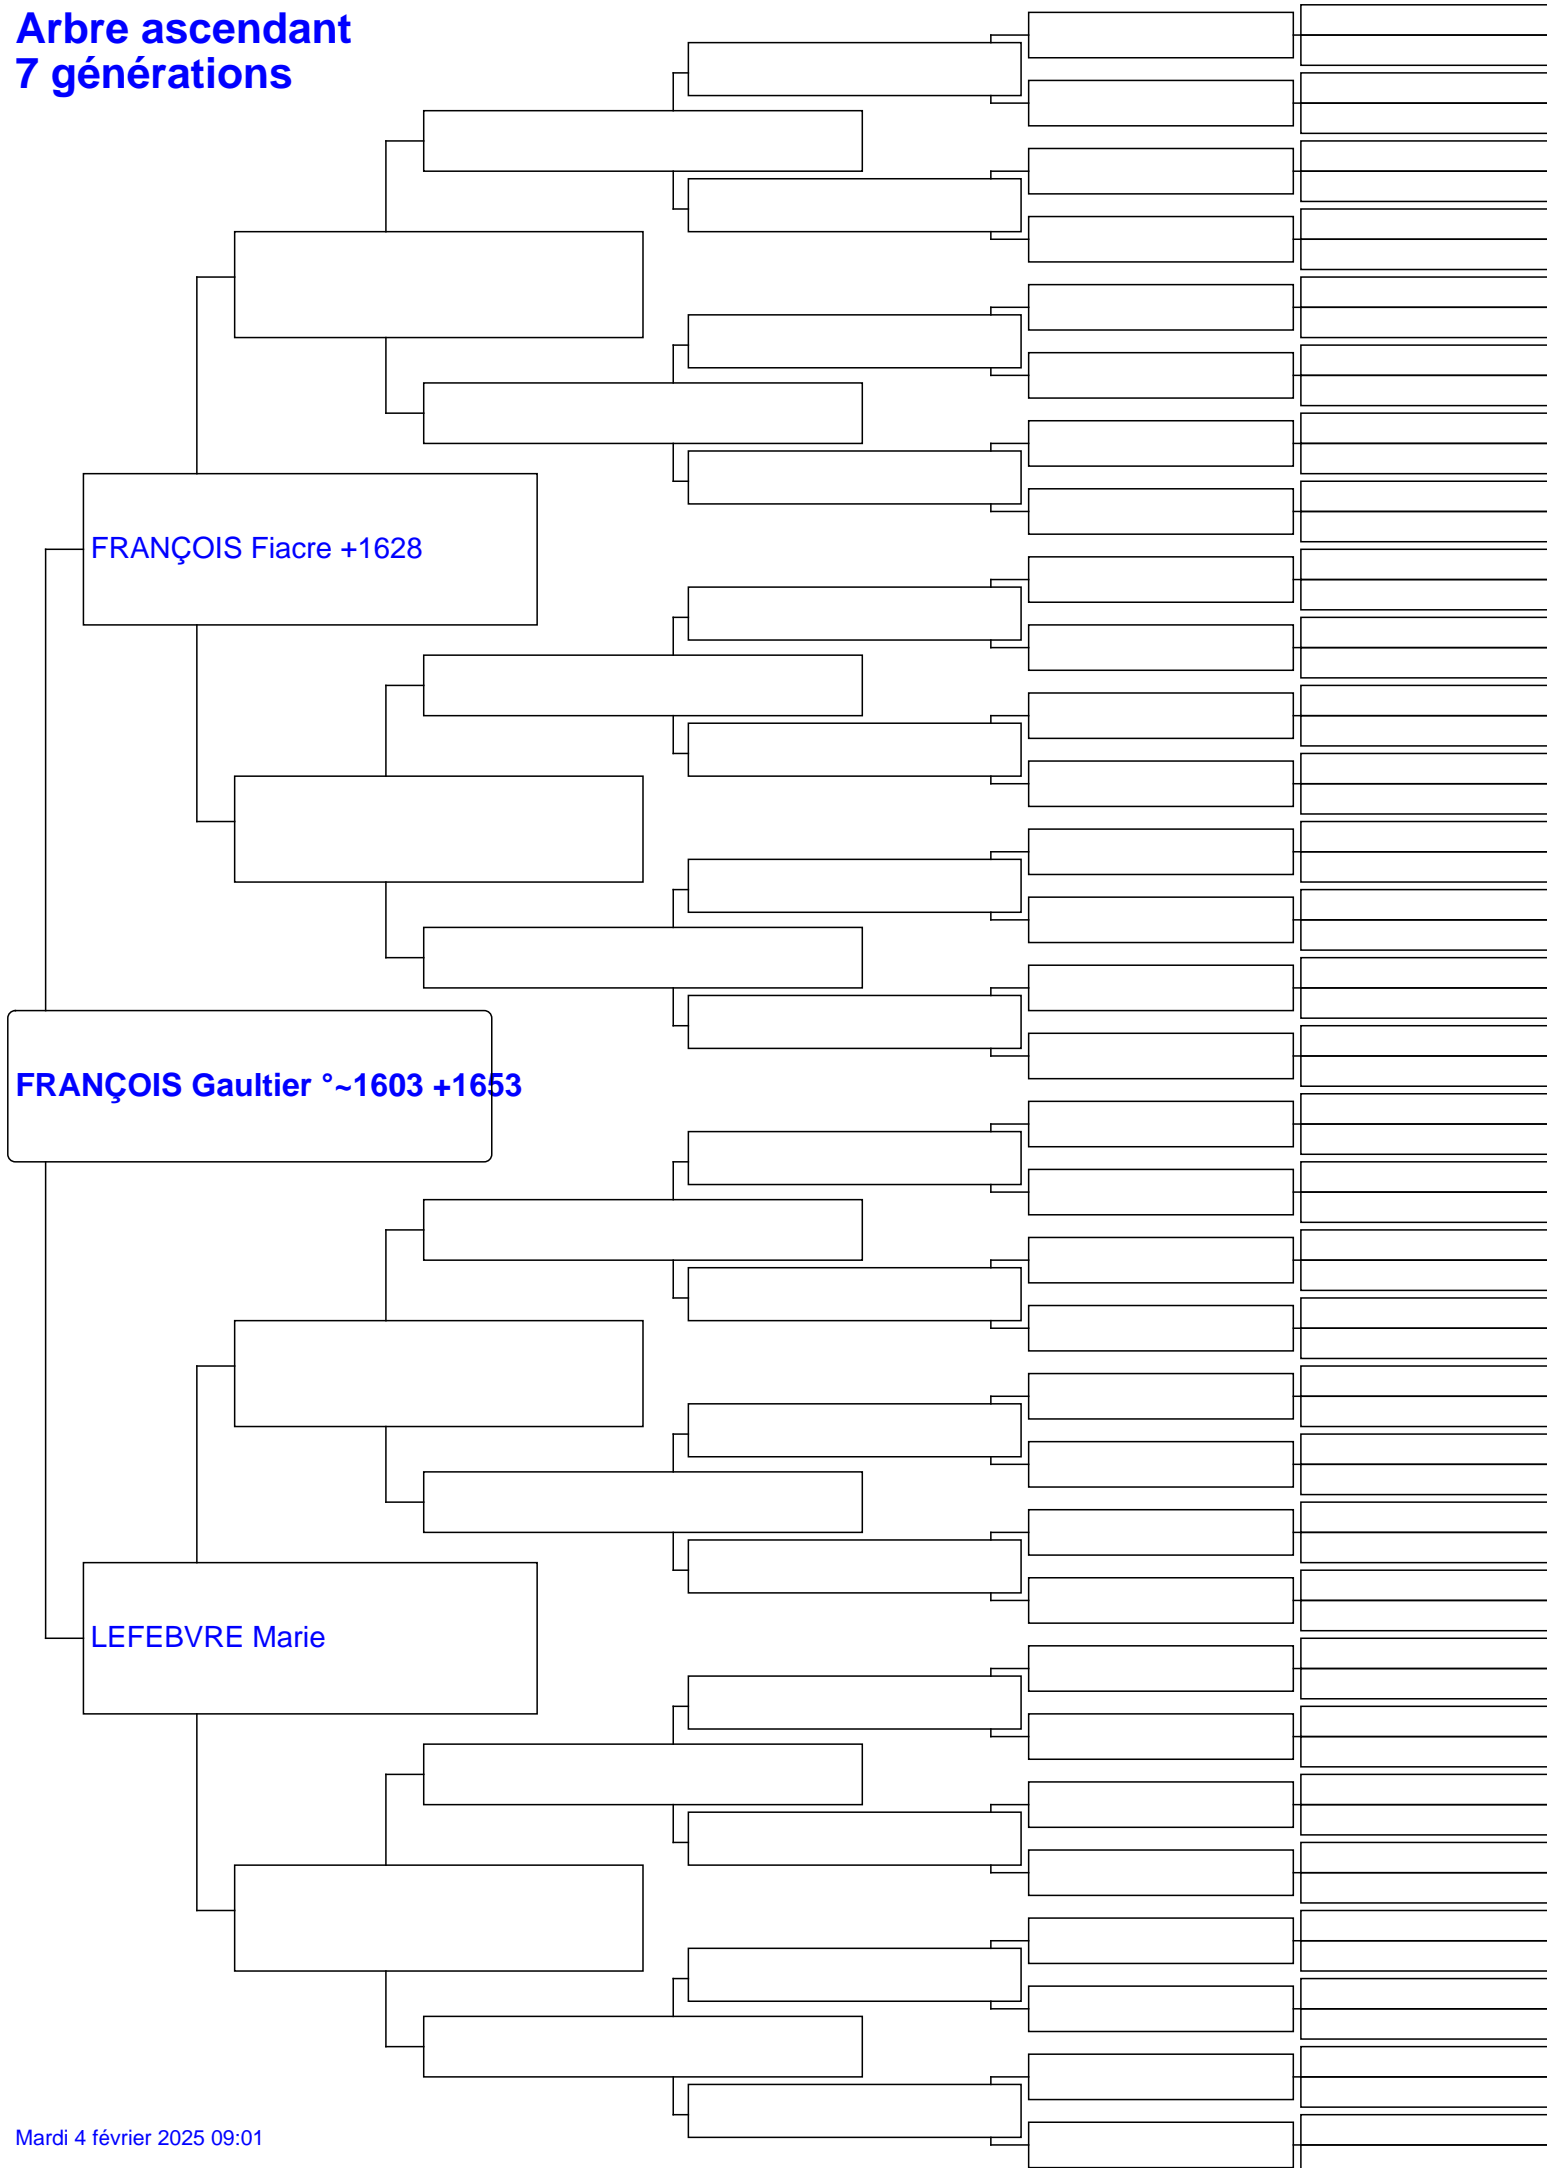 Arbre ascendant
7 générations
FRANÇOIS Fiacre +1628
FRANÇOIS Gaultier °~1603 +1653
LEFEBVRE Marie
Mardi 4 février 2025 09:01